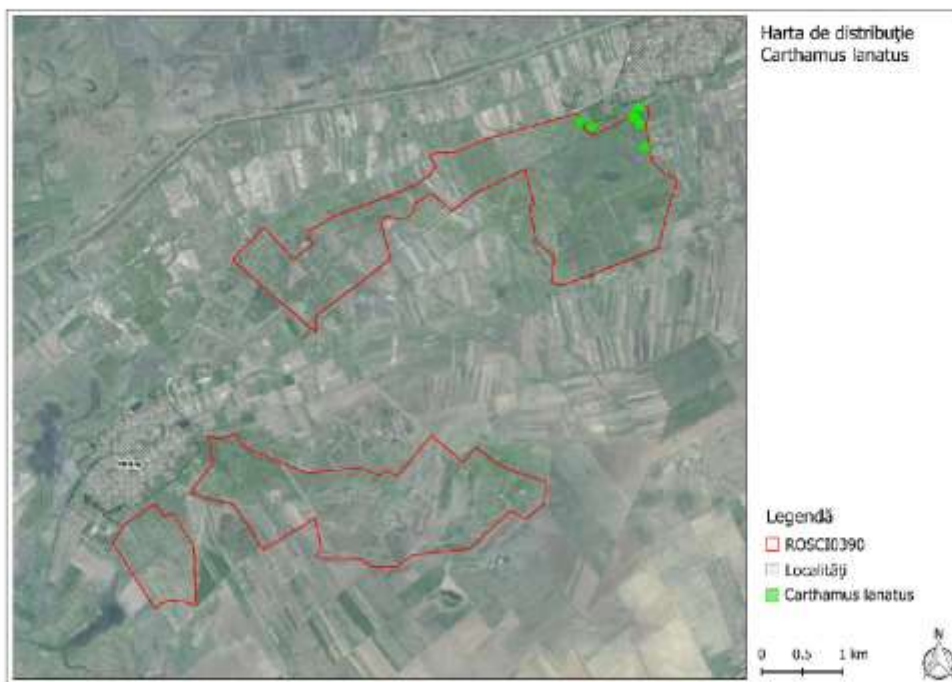 Harta de distribuție
Carthamus lanatus
Legendă
ROSCI0390
Localități
Carthamus lanatus
N
0 0.5 1 km